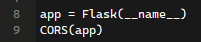 8 app = Flask(__name__)
9 CORS(app)